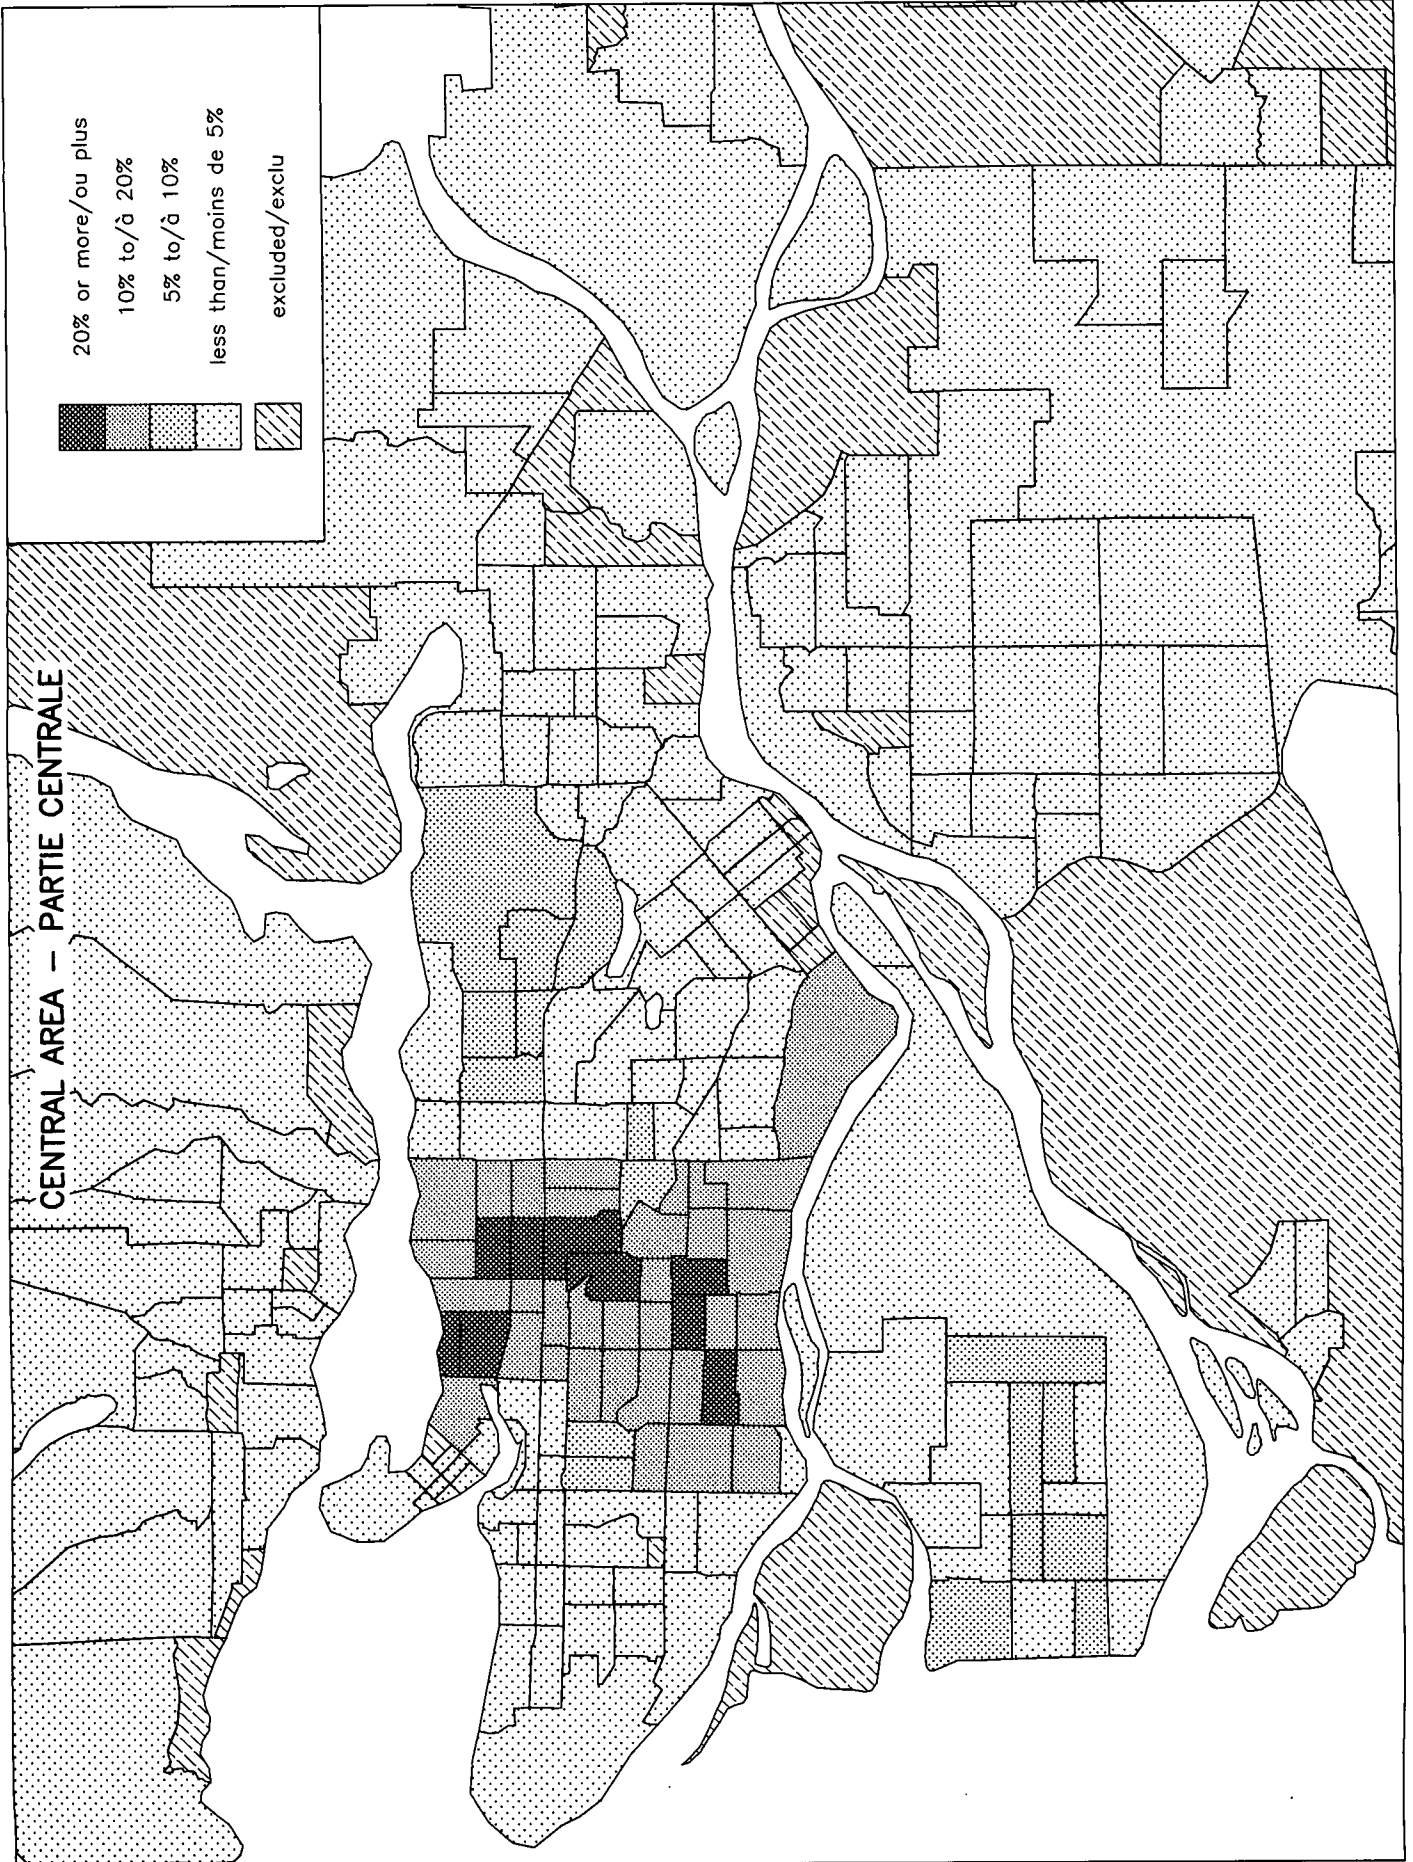 CENTRAL AREA – PARTIE CENTRALE
20% or more/ou plus
10% to/à 20%
5% to/à 10%
less than/moins de 5%
excluded/exclu